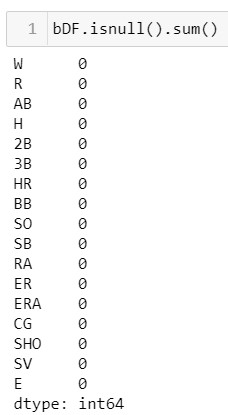 1 bDF.isnull().sum()
W 0
R 0
AB 0
H 0
2B 0
3B 0
HR 0
BB 0
SO 0
SB 0
RA 0
ER 0
ERA 0
CG 0
SHO 0
SV 0
E 0
dtype: int64